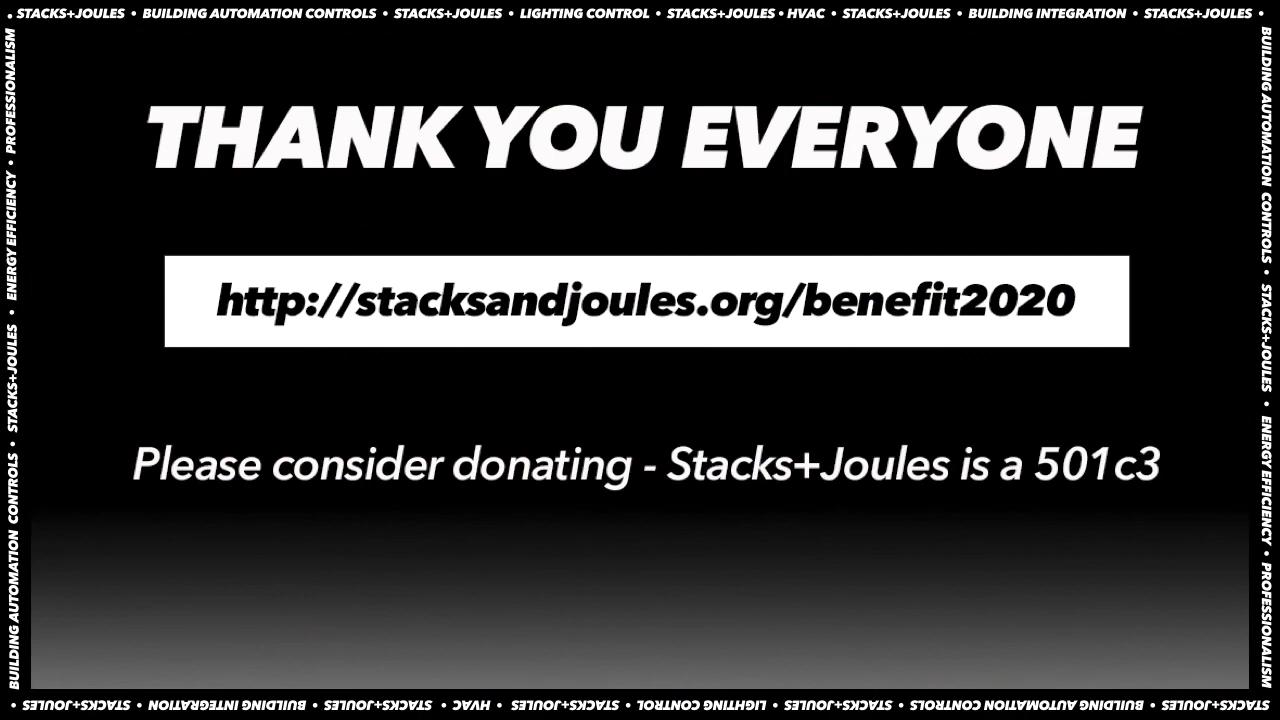 • STACKS+JOULES • BUILDING AUTOMATION CONTROLS • STACKS+JOULES • LIGHTING CONTROL • STACKS+JOULES • HVAC • STACKS+JOULES • BUILDING INTEGRATION • STACKS+JOULES •
THANK YOU EVERYONE
http://stacksandjoules.org/benefit2020
Please consider donating - Stacks+Joules is a 501c3
BUILDING AUTOMATION CONTROLS • STACKS+JOULES • ENERGY EFFICIENCY • PROFESSIONALISM
BUILDING AUTOMATION CONTROLS • STACKS+JOULES • ENERGY EFFICIENCY • PROFESSIONALISM
STACKS+JOULES • BUILDING AUTOMATION CONTROLS • STACKS+JOULES • LIGHTING CONTROL • STACKS+JOULES • HVAC • STACKS+JOULES • BUILDING INTEGRATION • STACKS+JOULES •